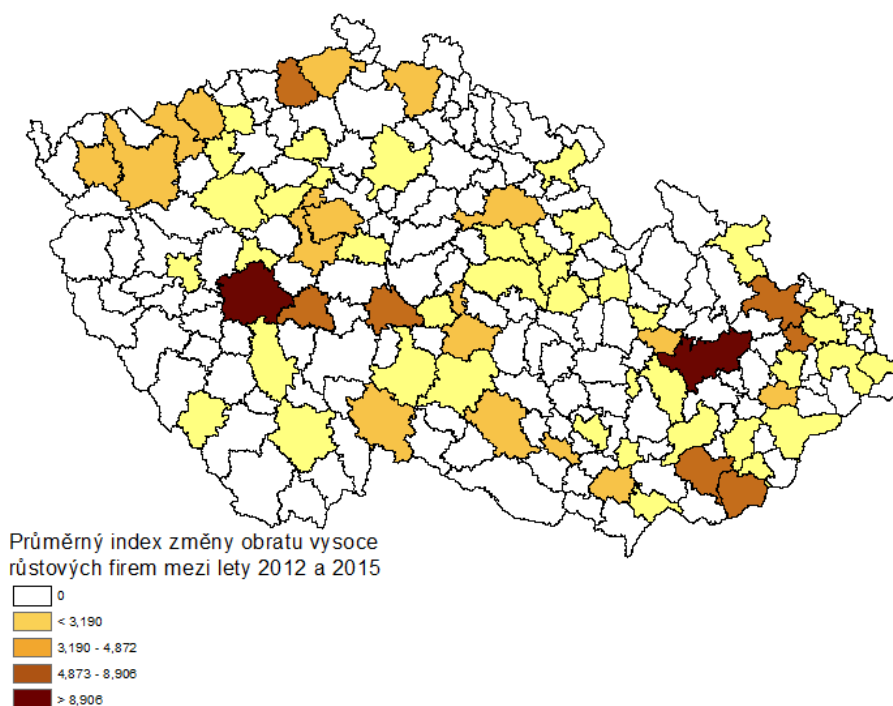 Průměrný index změny obratu vysoce
růstových firem mezi lety 2012 a 2015
0
< 3,190
3,190 - 4,872
4,873 - 8,906
> 8,906